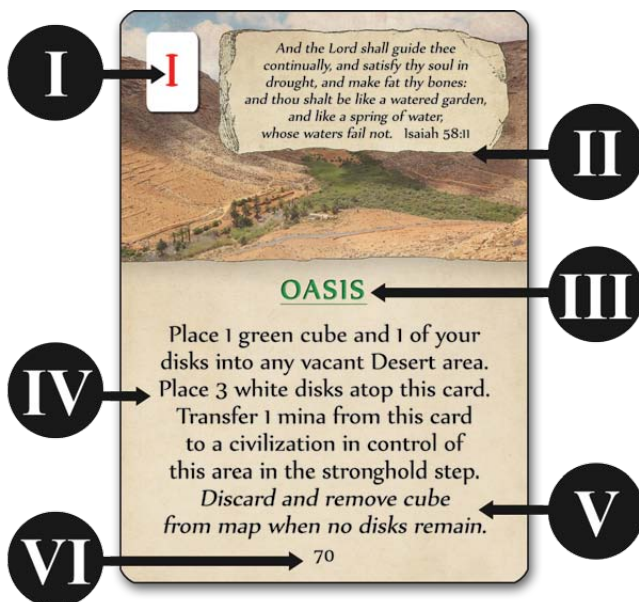 I
I
And the Lord shall guide thee
continually, and satisfy thy soul in
drought, and make fat thy bones:
and thou shalt be like a watered garden,
and like a spring of water,
whose waters fail not. Isaiah 58:11
II
OASIS
III
Place 1 green cube and 1 of your
disks into any vacant Desert area.
IV
Place 3 white disks atop this card.
Transfer 1 mina from this card
to a civilization in control of
this area in the stronghold step.
Discard and remove cube
V
from map when no disks remain.
VI
70